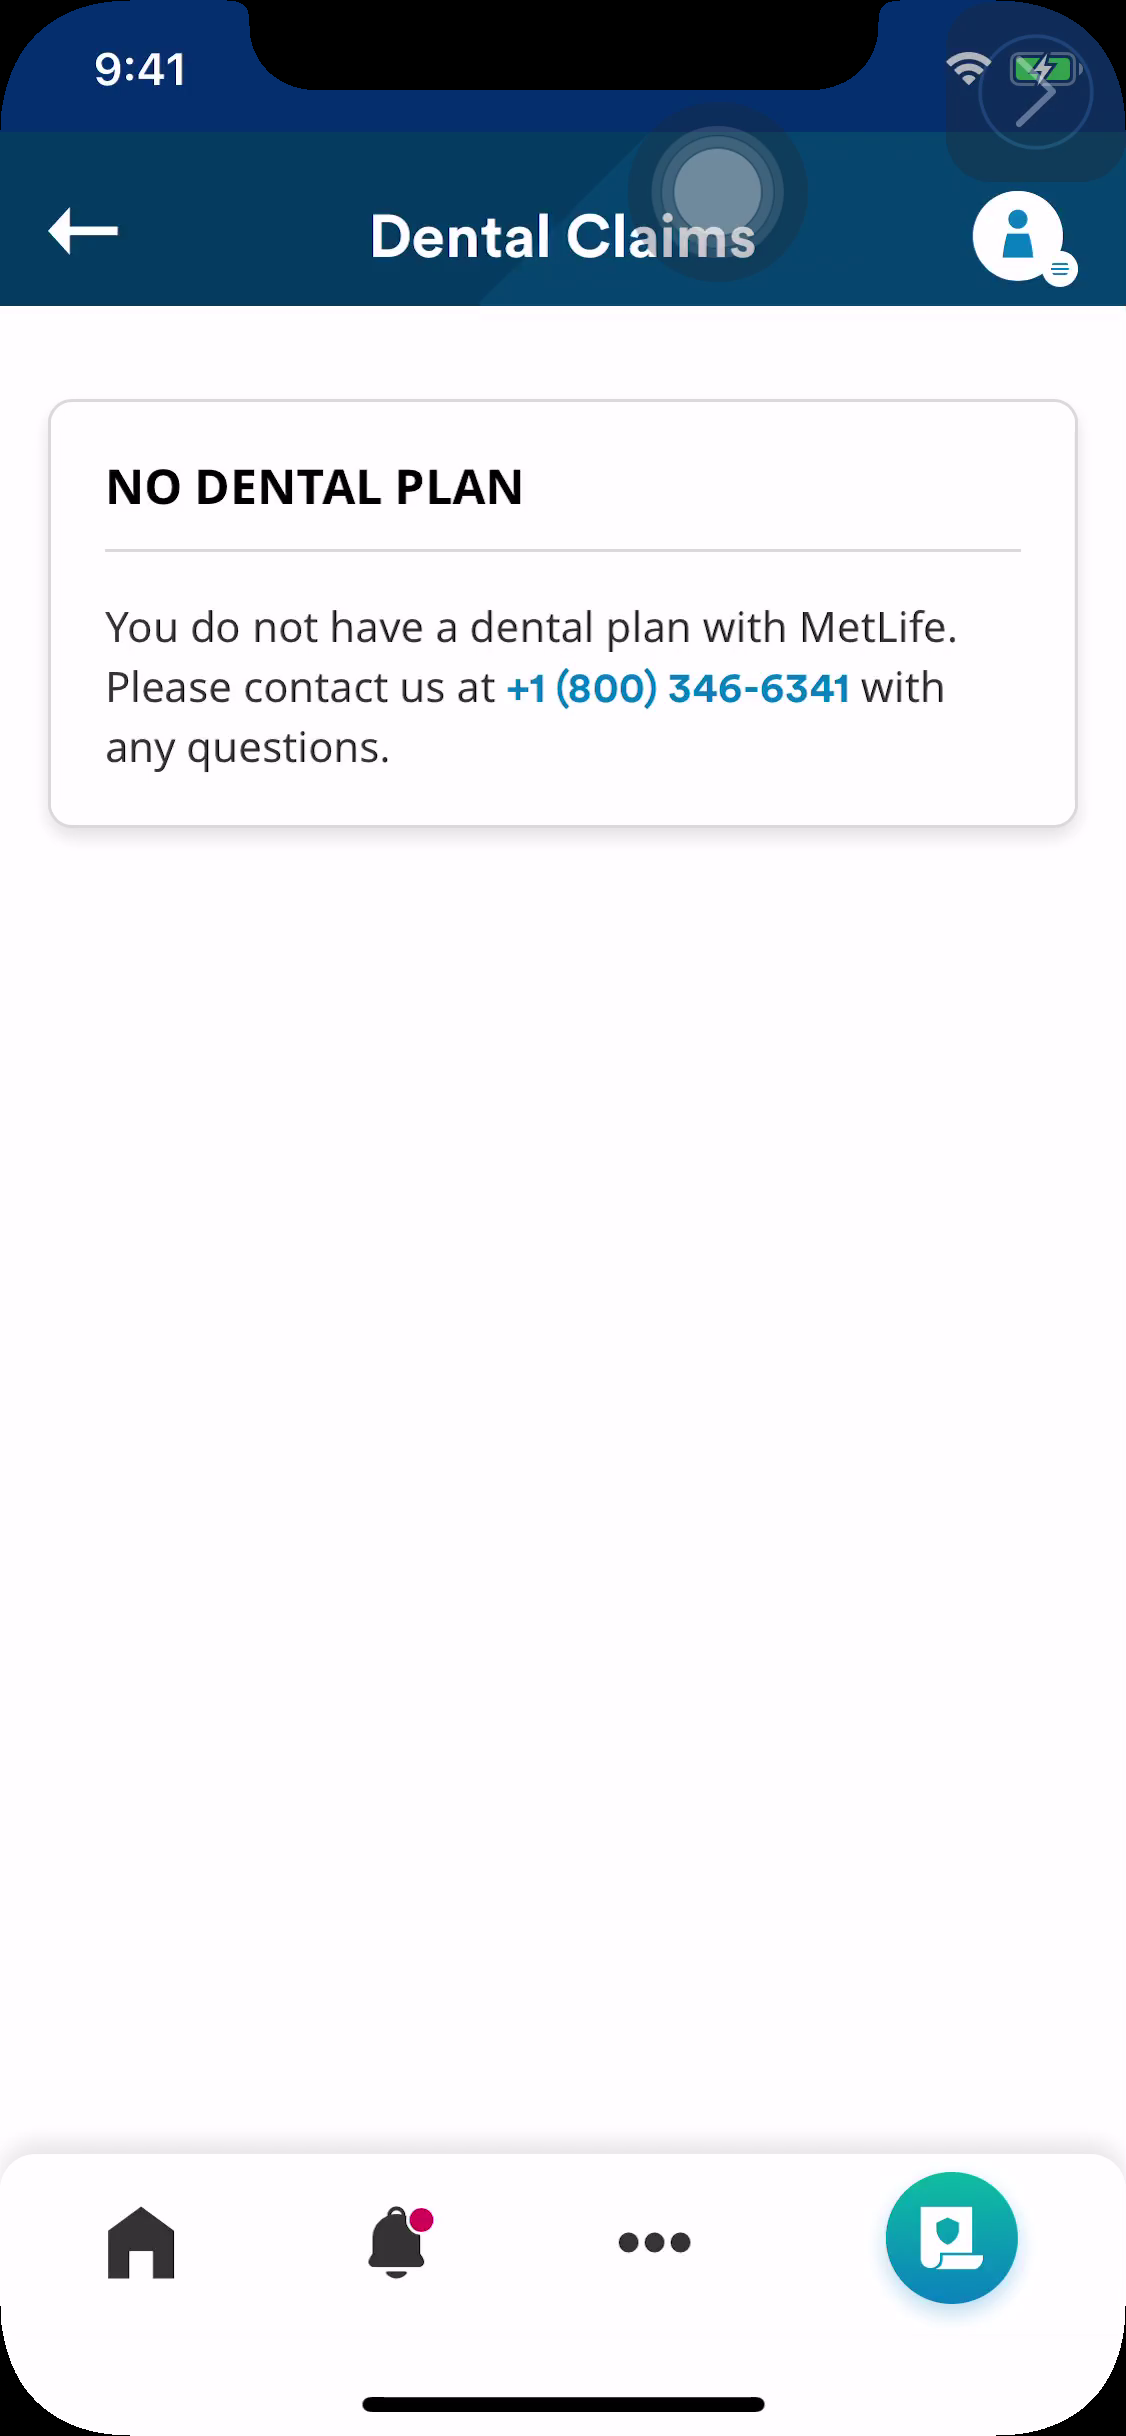 9:41
Dental Claims
NO DENTAL PLAN
You do not have a dental plan with MetLife.
Please contact us at +1 (800) 346-6341 with
any questions.